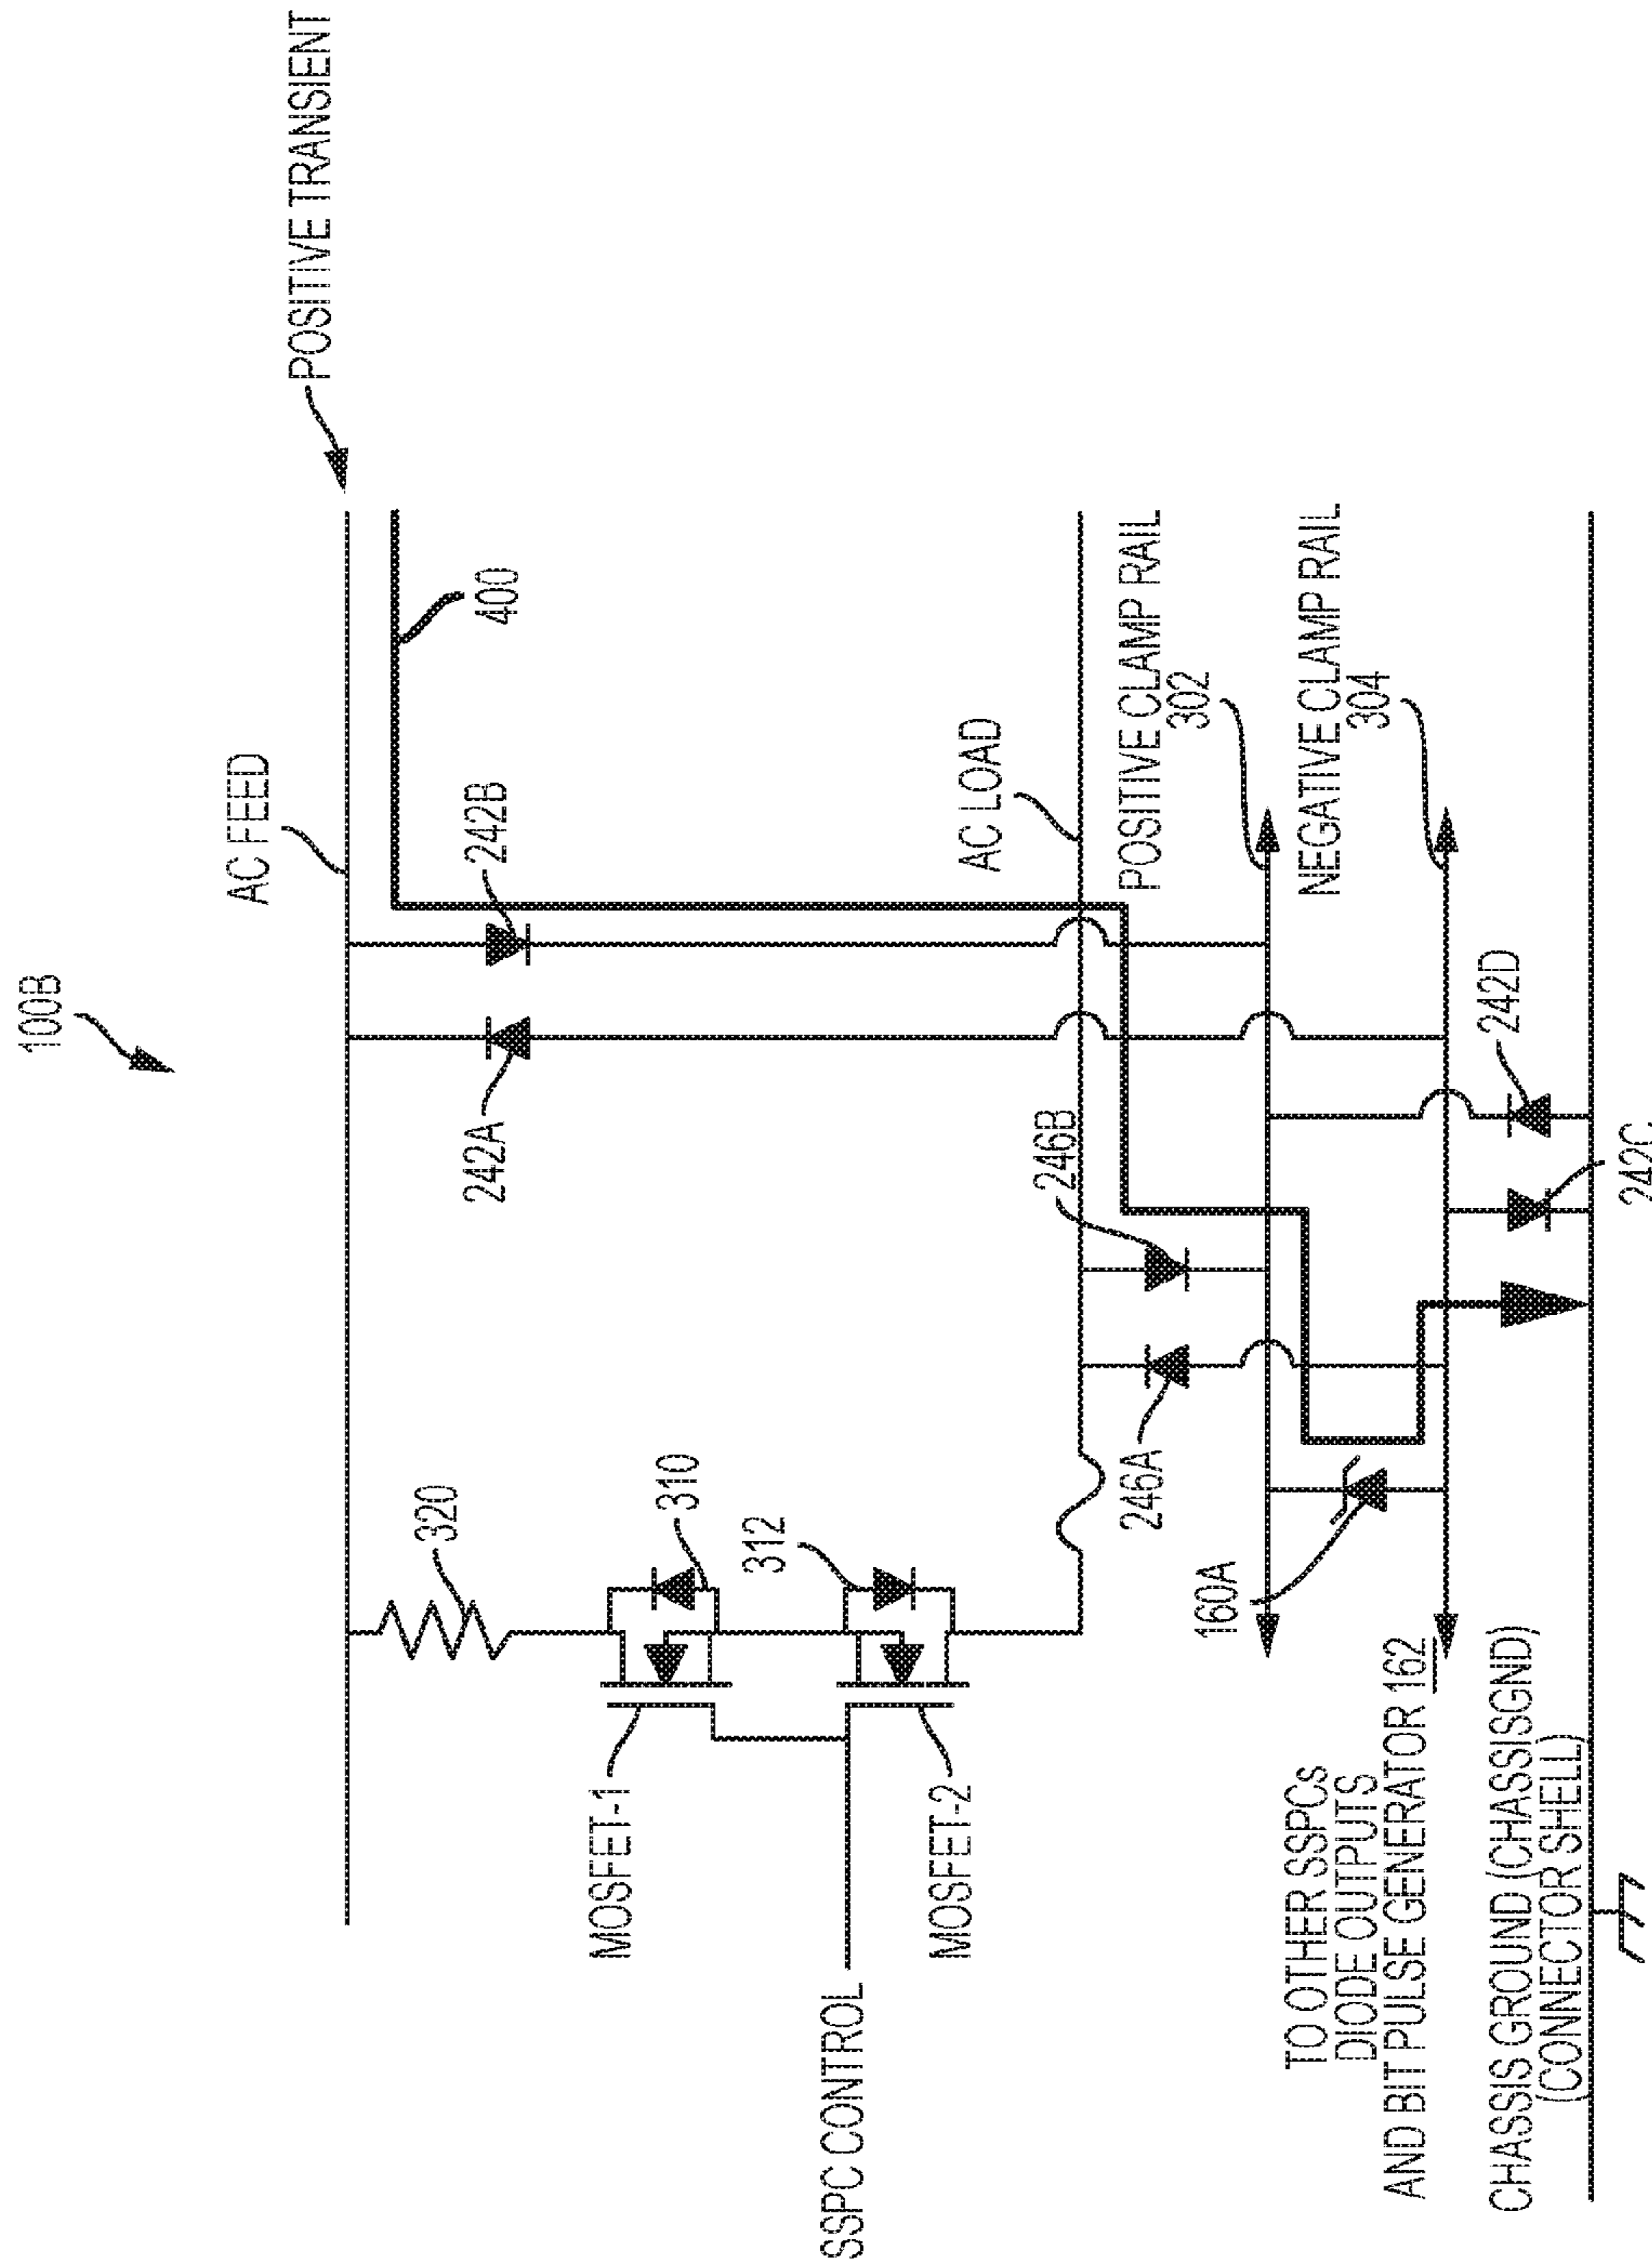 100B
POSITIVE TRANSIENT
AC FEED
400
242B
242A
320
310
312
MOSFET-1
MOSFET-2
SSPC CONTROL
AC LOAD
POSITIVE CLAMP RAIL
302
NEGATIVE CLAMP RAIL
304
246B
246A
160A
242D
242C
TO OTHER SSPCs
DIODE OUTPUTS
AND BIT PULSE GENERATOR 162
CHASSIS GROUND (CHASSISGND)
(CONNECTOR SHELL)